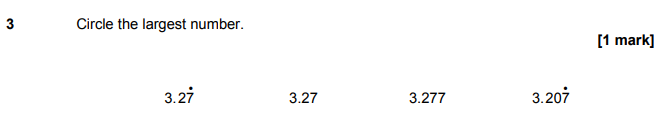 3 Circle the largest number.
[1 mark]
3.27̇ 3.27 3.277 3.207̇